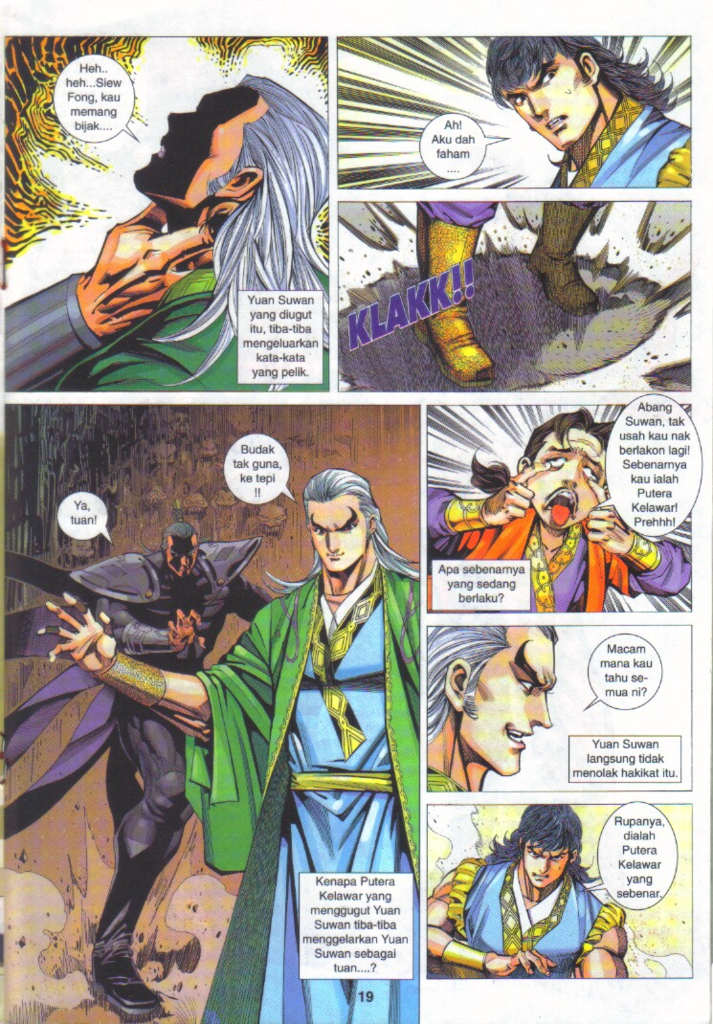 Heh..
heh...Siew
Fong, kau
memang
bijak....
Yuan Suwan
yang diugut
itu, tiba-tiba
mengeluarkan
kata-kata
yang pelik.
Ah!
Aku dah
faham
....
KLAKK!!
Ya,
tuan!
Budak
tak guna,
ke tepi
!!
Kenapa Putera
Kelawar yang
menggugut Yuan
Suwan tiba-tiba
menggelarkan Yuan
Suwan sebagai
tuan....?
Abang
Suwan, tak
usah kau nak
berlakon lagi!
Sebenarnya
kau ialah
Putera
Kelawar!
Prehhh!
Apa sebenarnya
yang sedang
berlaku?
Macam
mana kau
tahu se-
mua ni?
Yuan Suwan
langsung tidak
menolak hakikat itu.
Rupanya,
dialah
Putera
Kelawar
yang
sebenar.
19